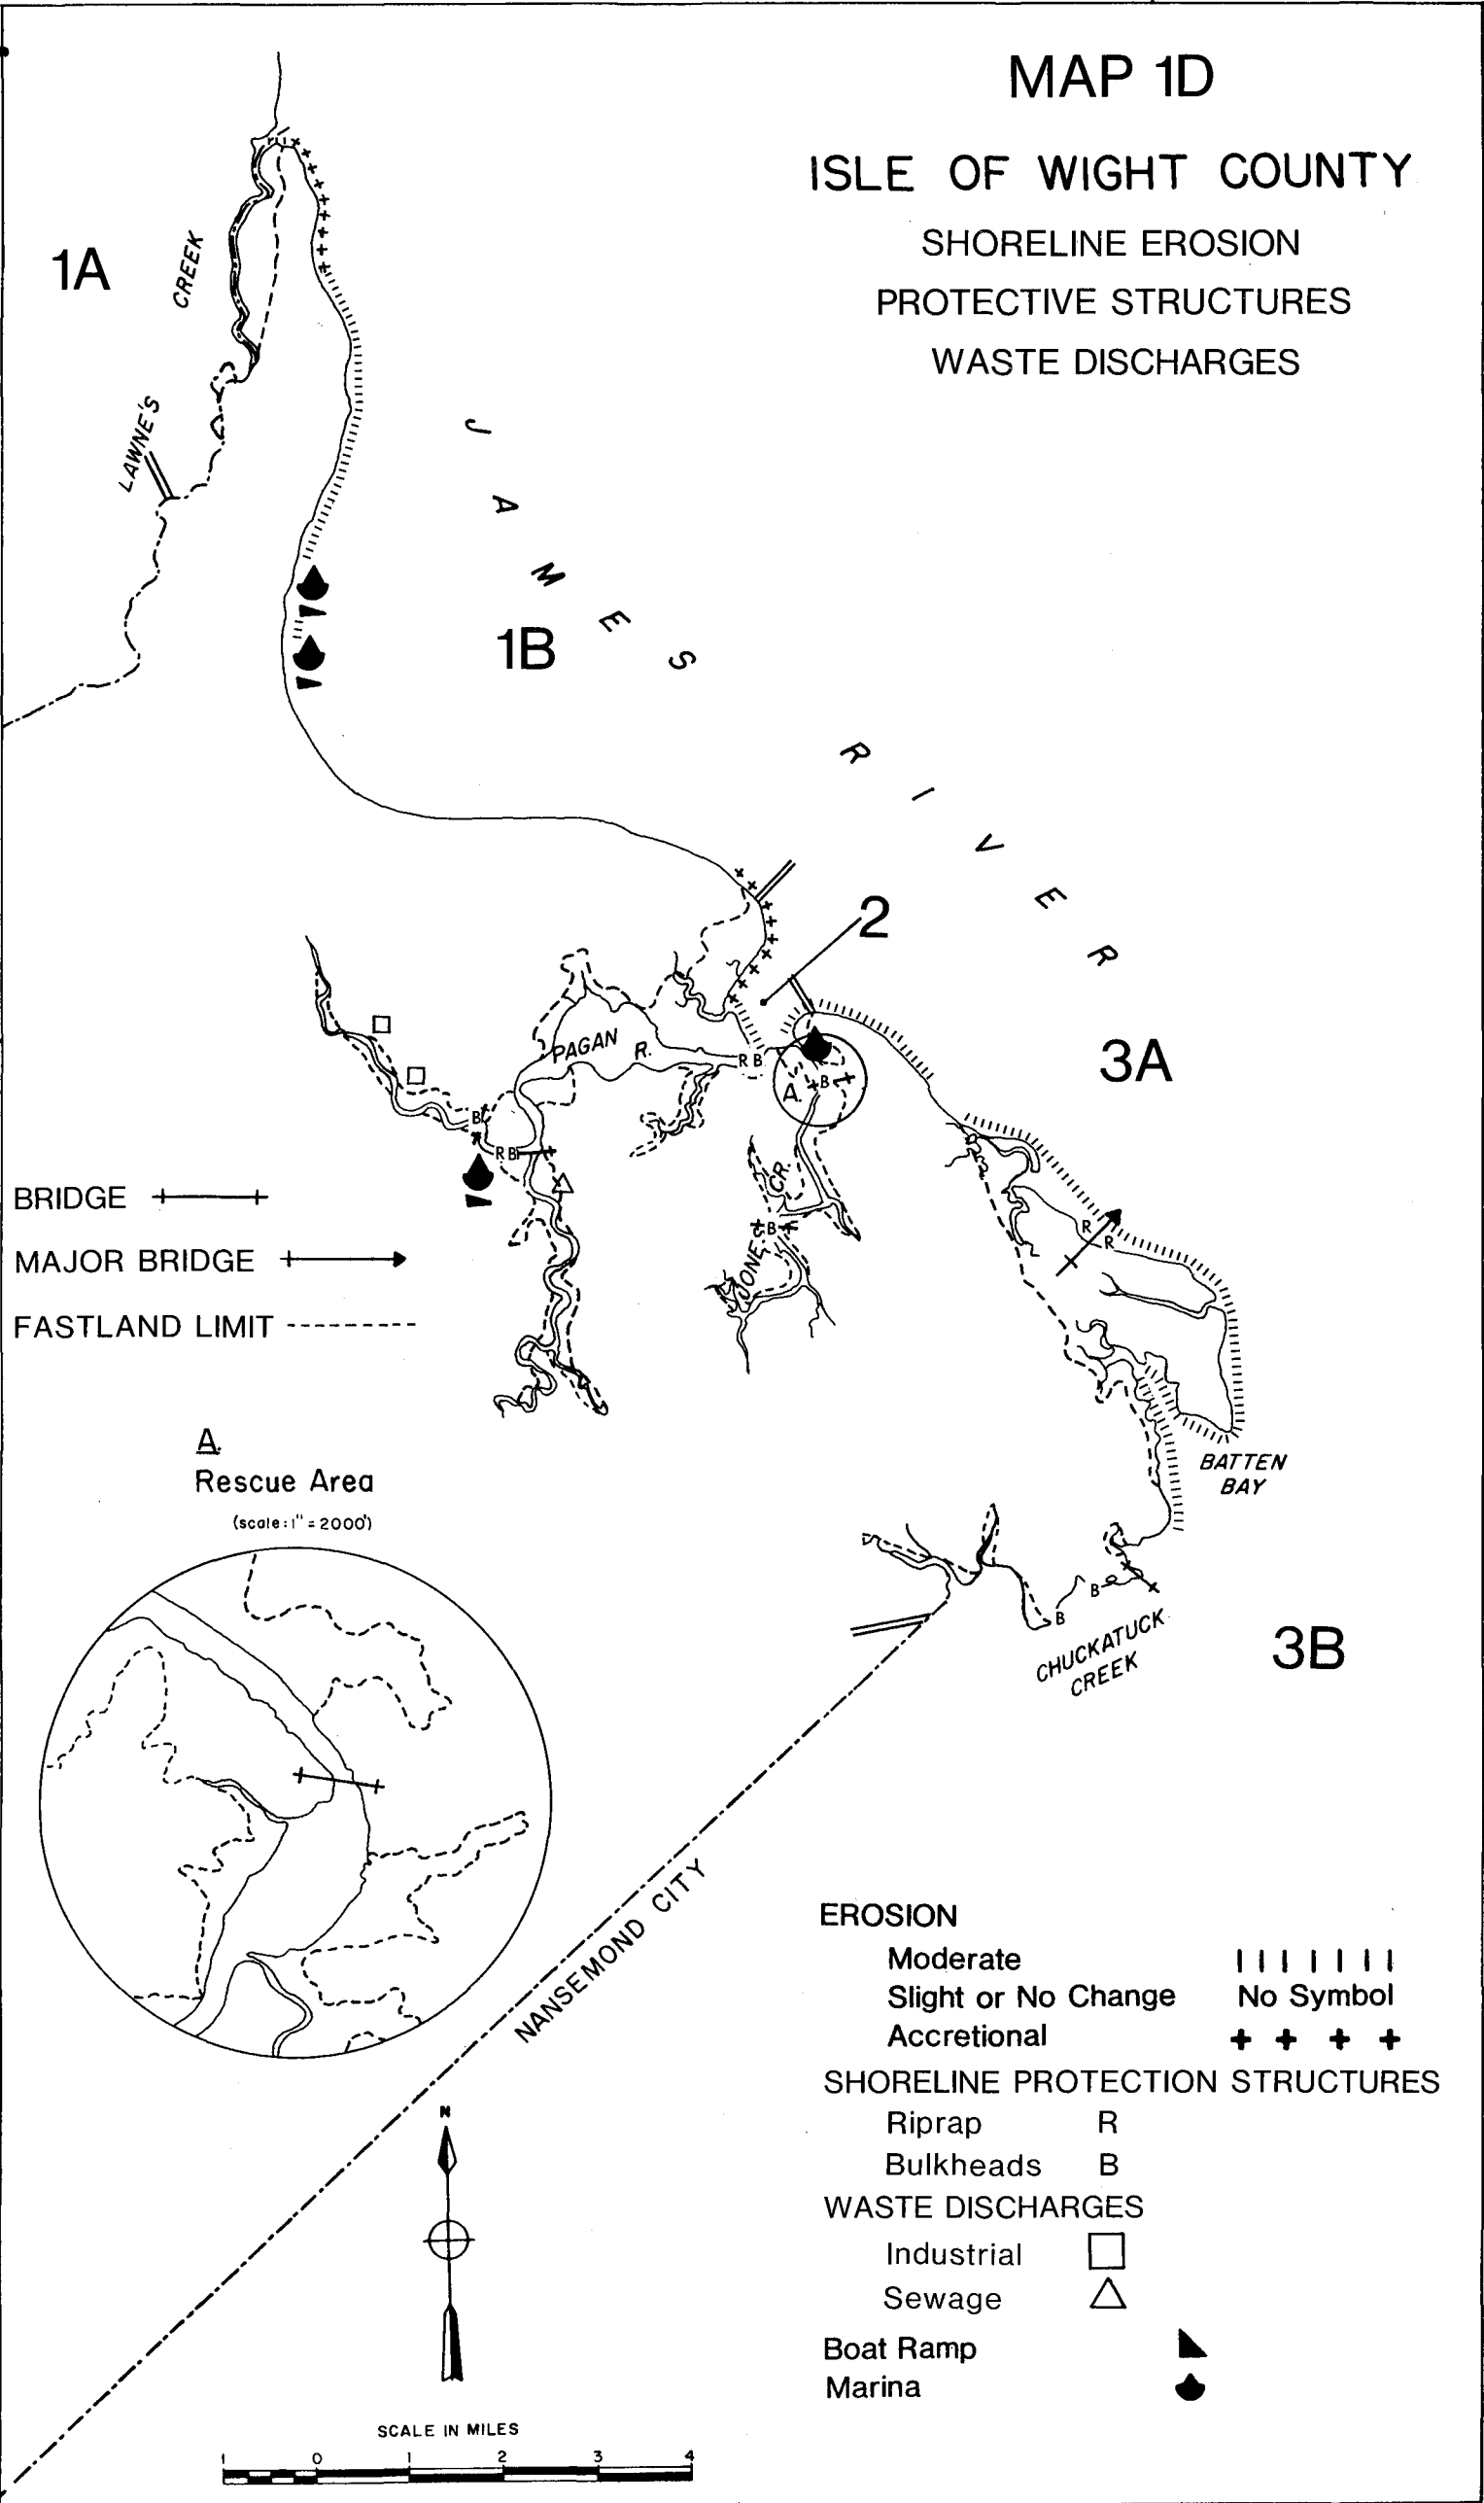 MAP 1D
ISLE OF WIGHT COUNTY
SHORELINE EROSION
PROTECTIVE STRUCTURES
WASTE DISCHARGES
1A
LAWNE'S CREEK
JAMES RIVER
1B
2
3A
PAGAN R.
R B
A.
B
B
R B
JONES CR.
B
R
R
BRIDGE
MAJOR BRIDGE
FASTLAND LIMIT
BATTEN
BAY
A.
Rescue Area
(scale: 1" = 2000')
B
B
CHUCKATUCK
CREEK
3B
NANSEMOND CITY
EROSION
Moderate
Slight or No Change No Symbol
Accretional
SHORELINE PROTECTION STRUCTURES
Riprap R
Bulkheads B
WASTE DISCHARGES
Industrial
Sewage
Boat Ramp
Marina
N
SCALE IN MILES
1 0 1 2 3 4